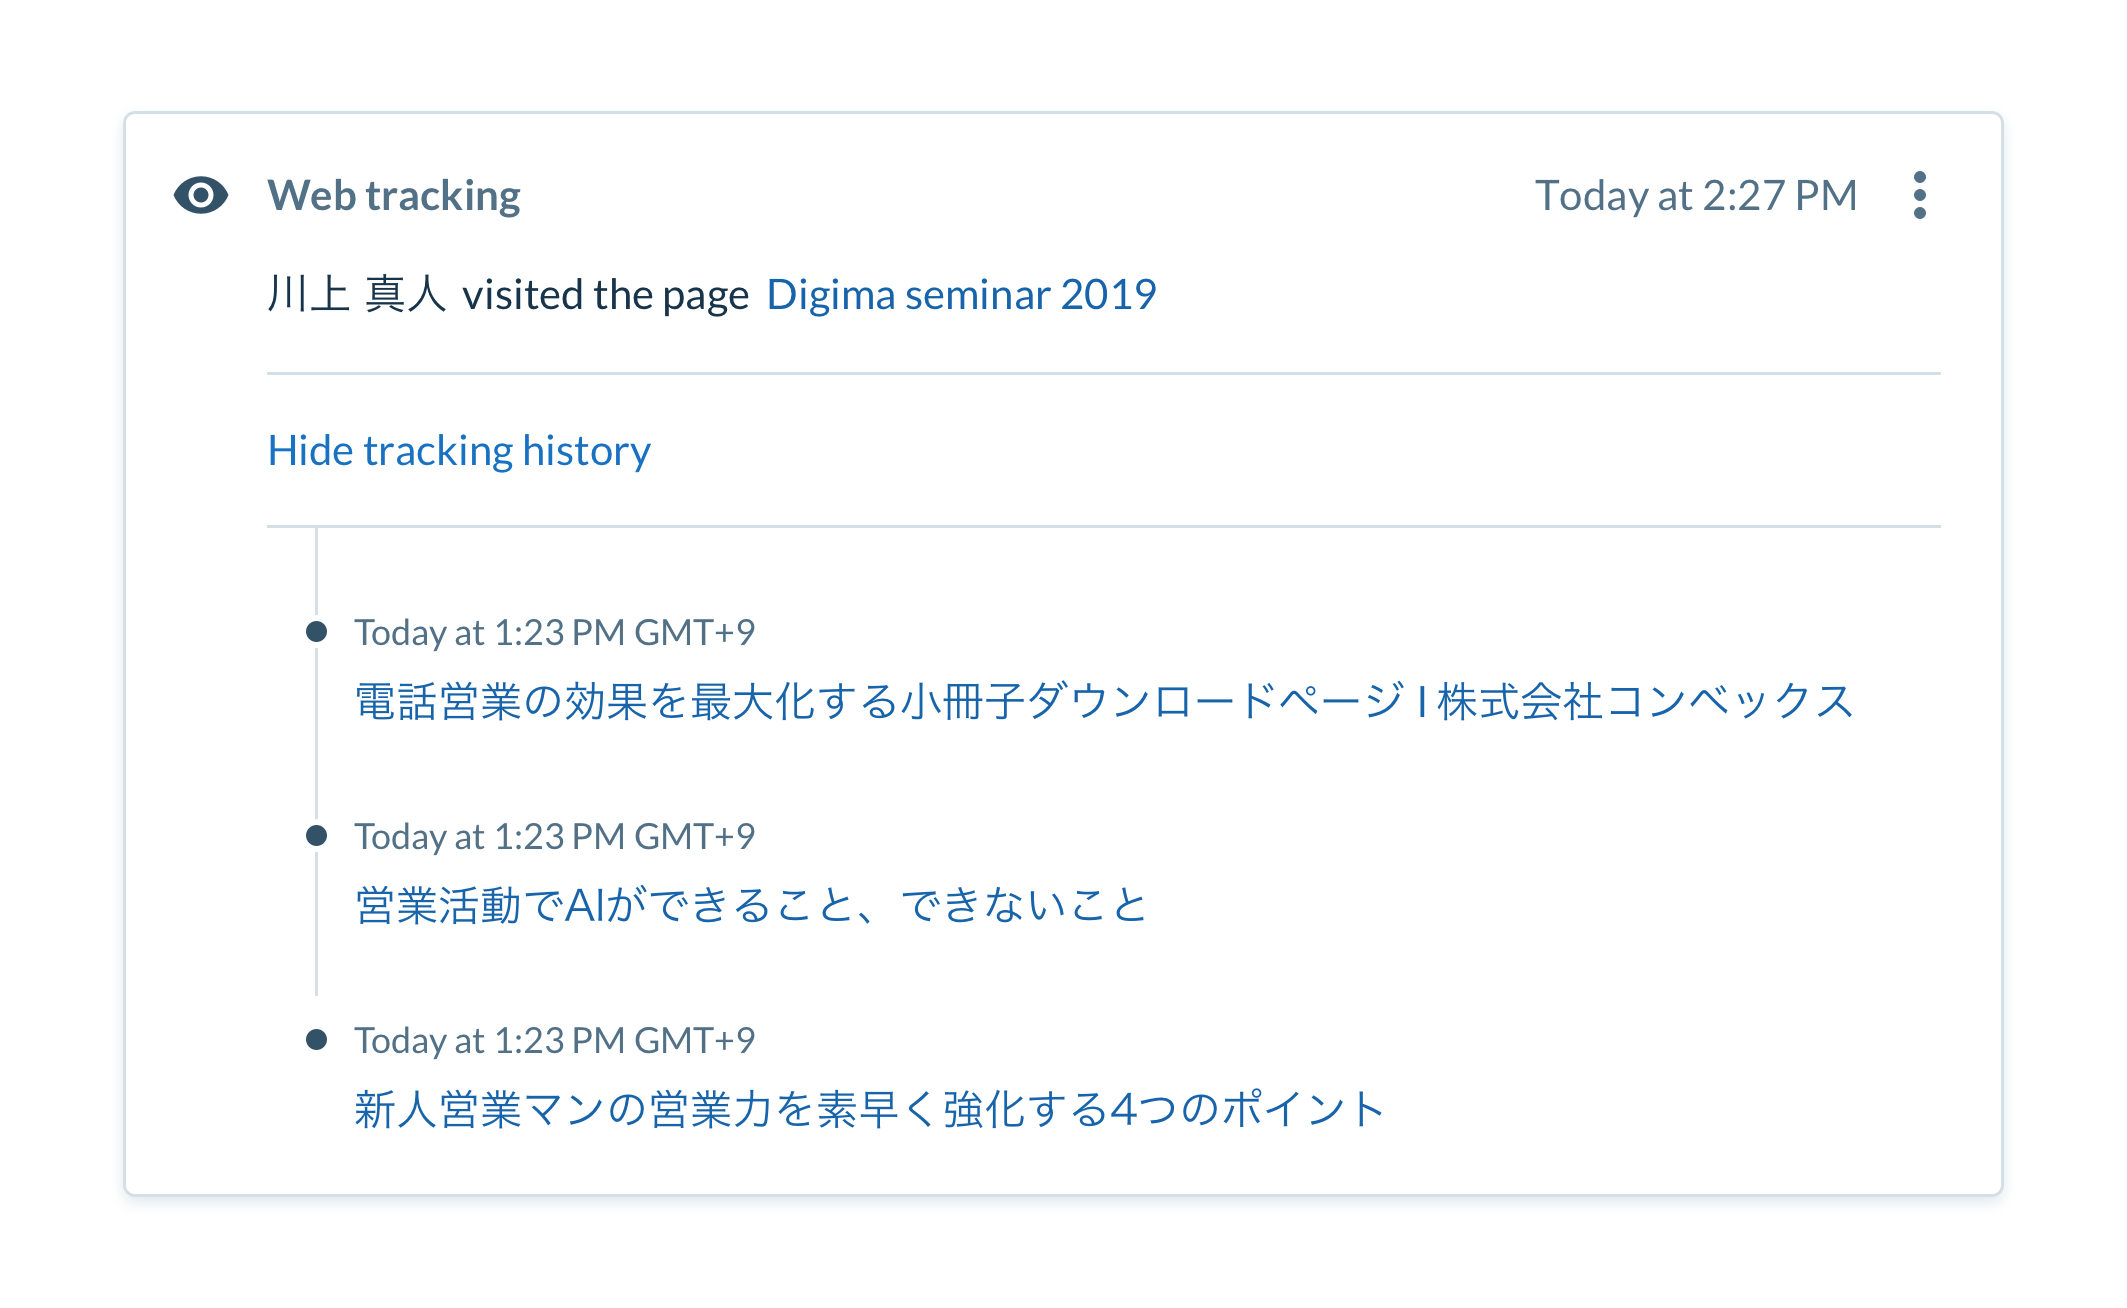 Web tracking
Today at 2:27 PM
川上 真人 visited the page Digima seminar 2019
Hide tracking history
Today at 1:23 PM GMT+9
電話営業の効果を最大化する小冊子ダウンロードページ | 株式会社コンベックス
Today at 1:23 PM GMT+9
営業活動でAIができること、できないこと
Today at 1:23 PM GMT+9
新人営業マンの営業力を素早く強化する4つのポイント